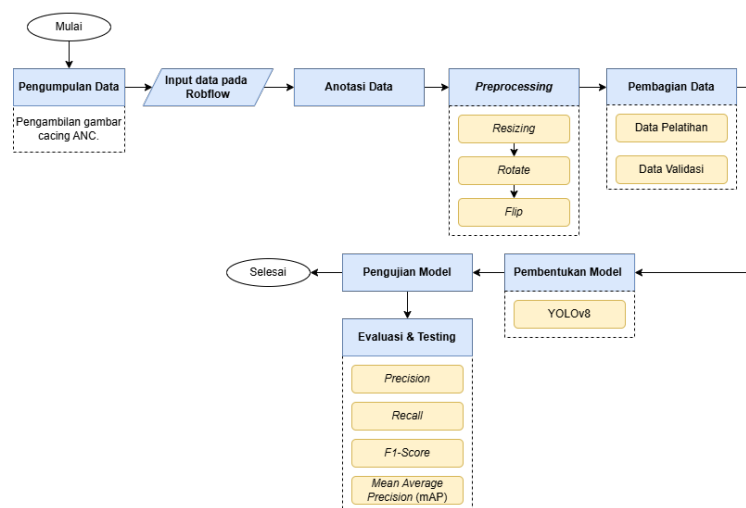 Mulai
Pengumpulan Data
Pengambilan gambar
cacing ANC.
Input data pada
Robflow
Anotasi Data
Preprocessing
Resizing
Rotate
Flip
Pembagian Data
Data Pelatihan
Data Validasi
Selesai
Pengujian Model
Pembentukan Model
YOLOv8
Evaluasi & Testing
Precision
Recall
F1-Score
Mean Average
Precision (mAP)